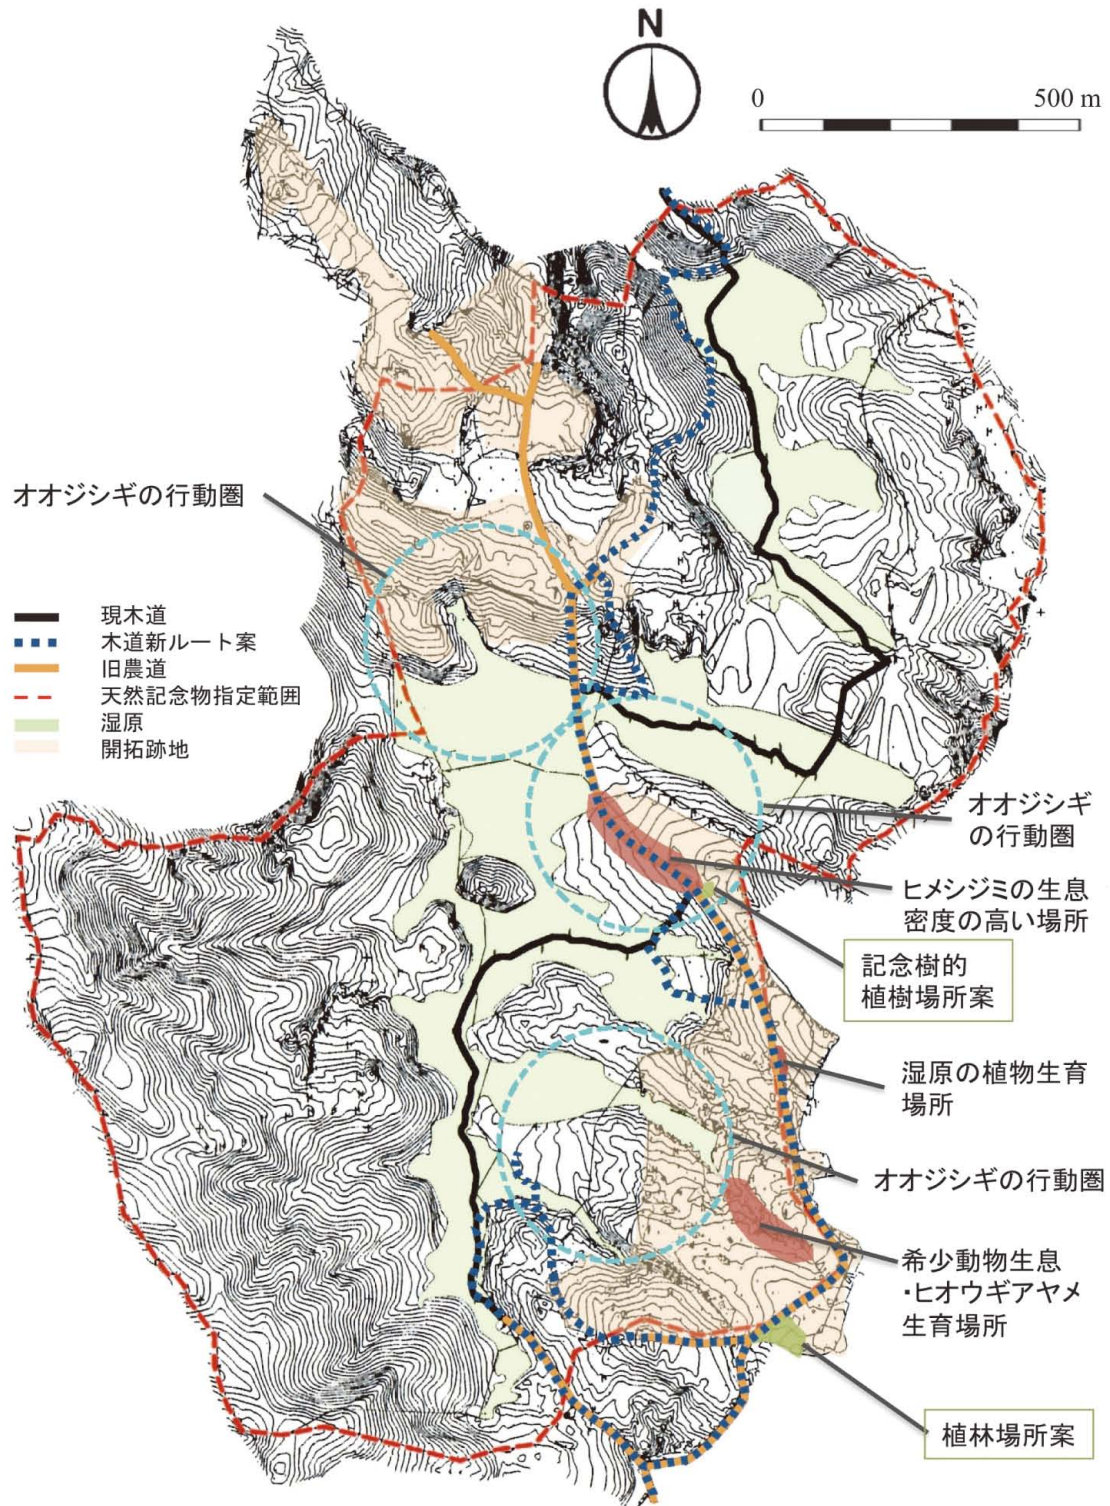 N
0 500 m
オオジシギの行動圏
現木道
木道新ルート案
旧農道
天然記念物指定範囲
湿原
開拓跡地
オオジシギ
の行動圏
ヒメシジミの生息
密度の高い場所
記念樹的
植樹場所案
湿原の植物生育
場所
オオジシギの行動圏
希少動物生息
・ヒオウギアヤメ
生育場所
植林場所案